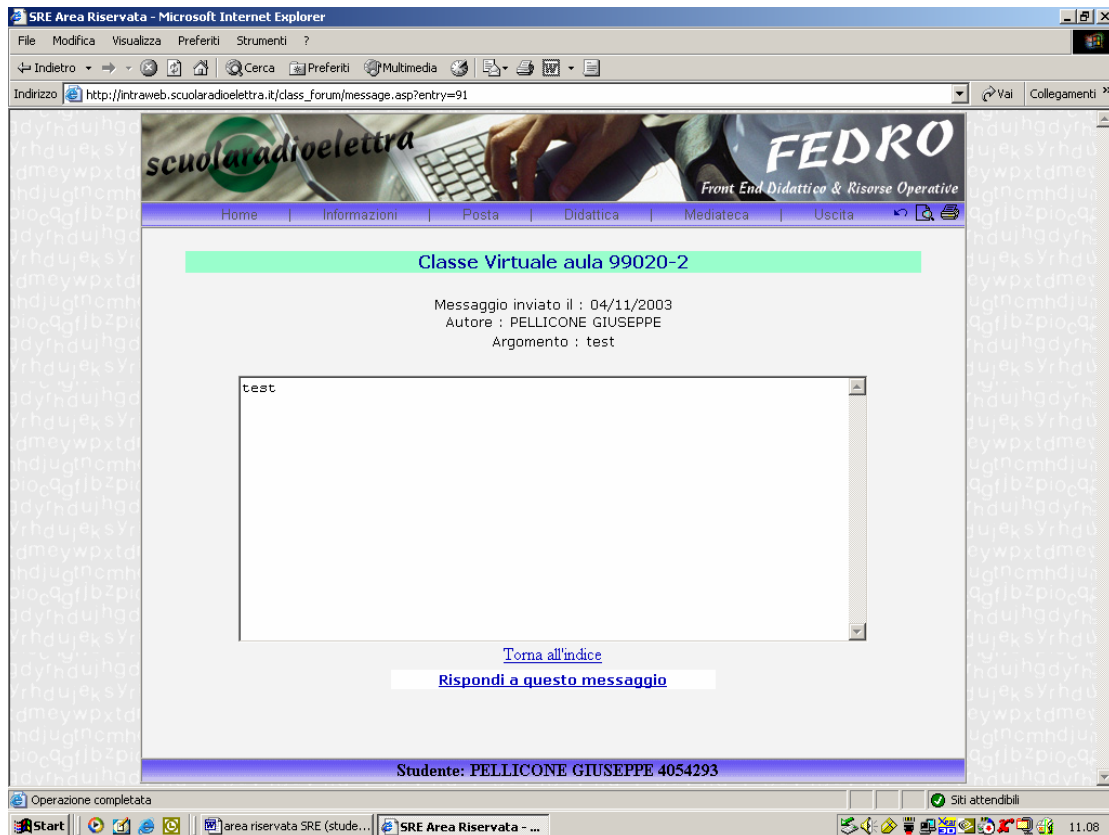 SRE Area Riservata - Microsoft Internet Explorer
File Modifica Visualizza Preferiti Strumenti ?
Indietro Cerca Preferiti Multimedia
Indirizzo http://intraweb.scuolaradioelettra.it/class_forum/message.asp?entry=91 Vai Collegamenti »
scuolaradioelettra
FEDRO
Front End Didattico & Risorse Operative
Home | Informazioni | Posta | Didattica | Mediateca | Uscita
Classe Virtuale aula 99020-2
Messaggio inviato il : 04/11/2003
Autore : PELLICONE GIUSEPPE
Argomento : test
test
Torna all'indice
Rispondi a questo messaggio
Studente: PELLICONE GIUSEPPE 4054293
Operazione completata Siti attendibili
Start area riservata SRE (stude... SRE Area Riservata - ... 11.08